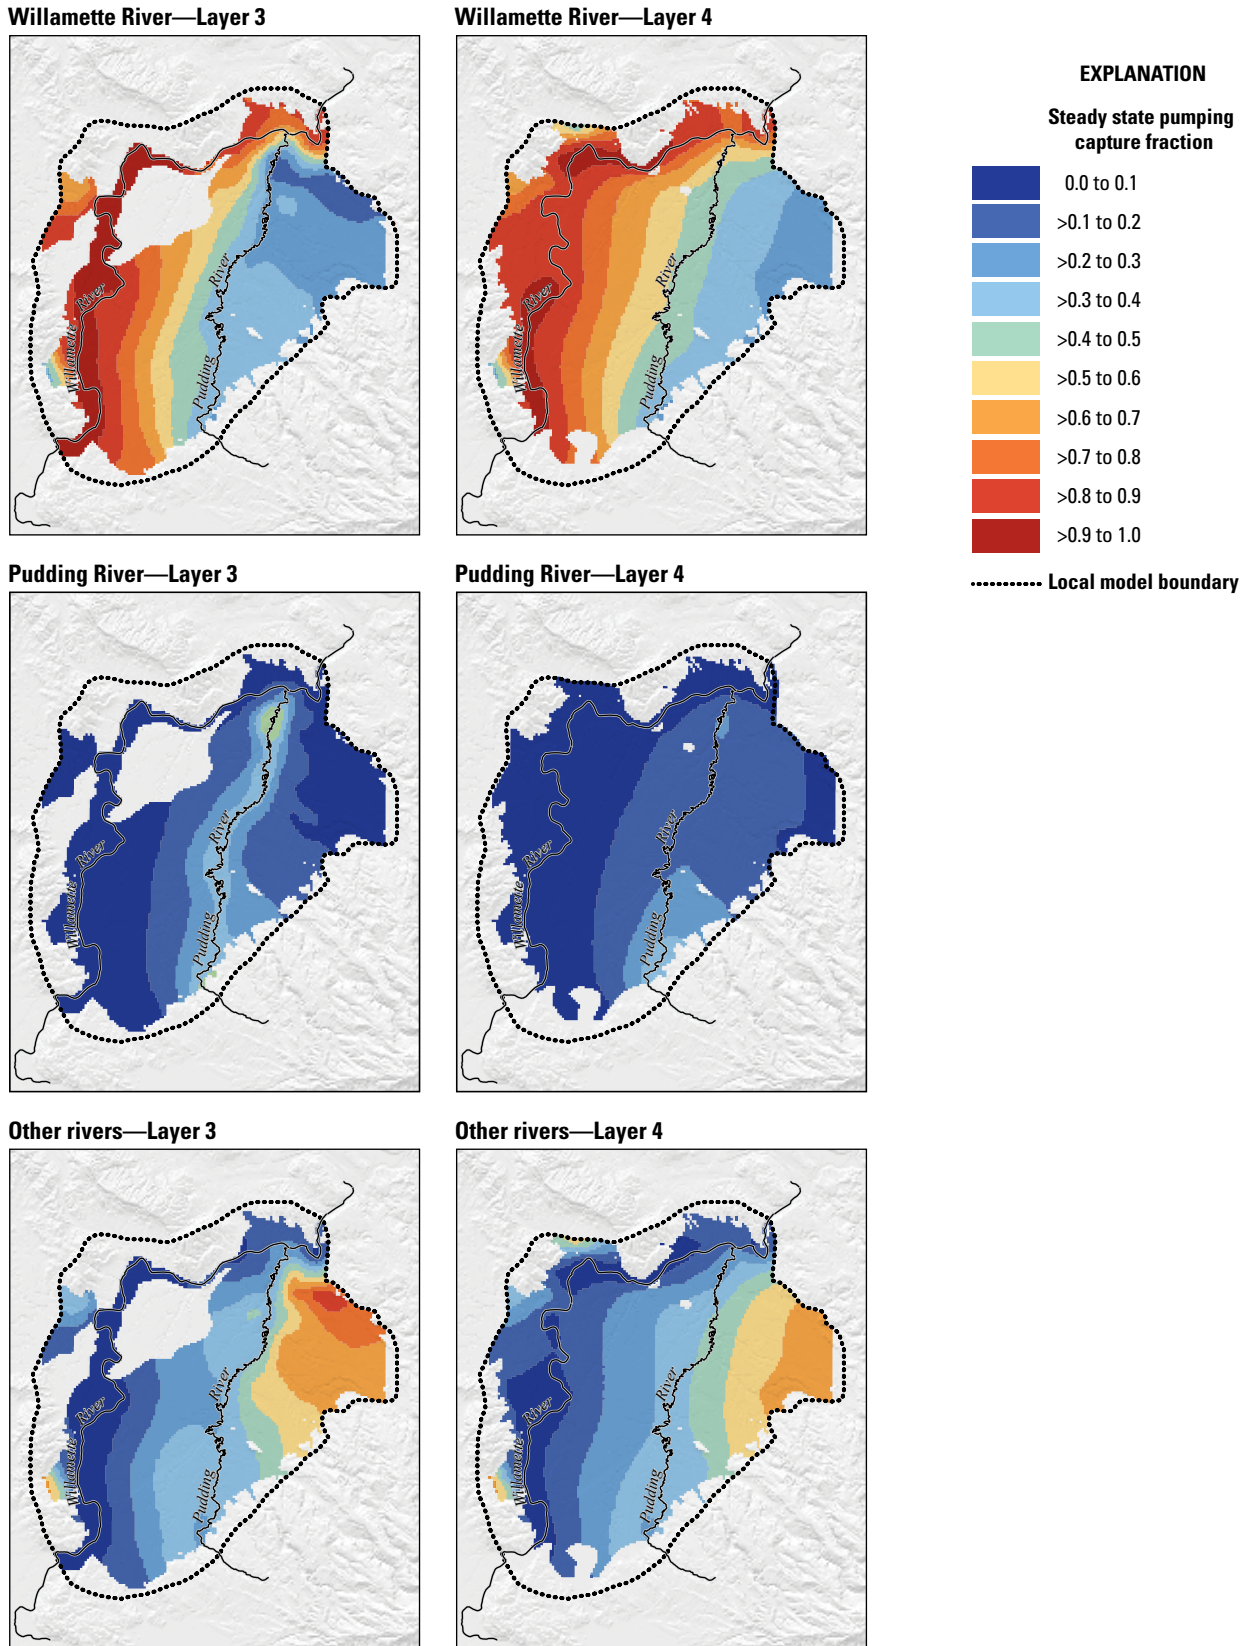 Willamette River—Layer 3
Willamette River—Layer 4
Willamette River
Pudding River
Willamette River
Pudding River
EXPLANATION
Steady state pumping
capture fraction
0.0 to 0.1
>0.1 to 0.2
>0.2 to 0.3
>0.3 to 0.4
>0.4 to 0.5
>0.5 to 0.6
>0.6 to 0.7
>0.7 to 0.8
>0.8 to 0.9
>0.9 to 1.0
Local model boundary
Pudding River—Layer 3
Pudding River—Layer 4
Willamette River
Pudding River
Willamette River
Pudding River
Other rivers—Layer 3
Other rivers—Layer 4
Willamette River
Pudding River
Willamette River
Pudding River